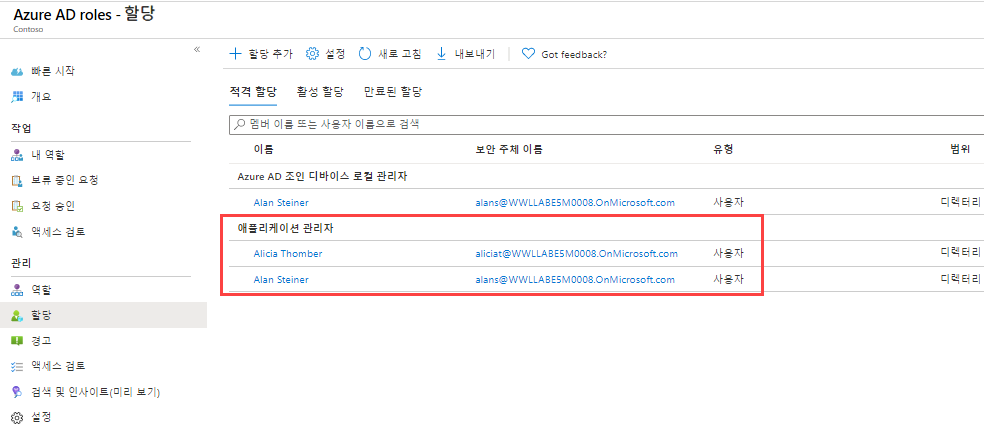 Azure AD roles - 할당
Contoso
«
빠른 시작
개요
작업
내 역할
보류 중인 요청
요청 승인
액세스 검토
관리
역할
할당
경고
액세스 검토
검색 및 인사이트(미리 보기)
설정
할당 추가 설정 새로 고침 내보내기 Got feedback?
적격 할당 활성 할당 만료된 할당
멤버 이름 또는 사용자 이름으로 검색
이름 보안 주체 이름 유형 범위
Azure AD 조인 디바이스 로컬 관리자
Alan Steiner alans@WWLLABESM0008.OnMicrosoft.com 사용자 디렉터리
애플리케이션 관리자
Alicia Thomber aliciat@WWLLABESM0008.OnMicrosoft.com 사용자 디렉터리
Alan Steiner alans@WWLLABESM0008.OnMicrosoft.com 사용자 디렉터리